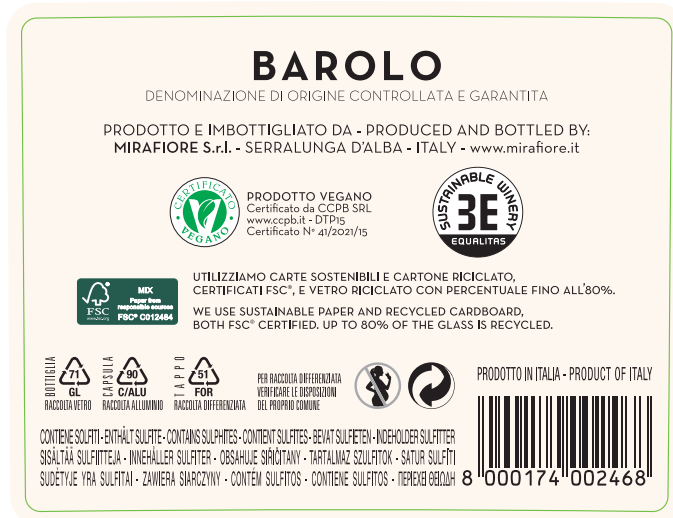 BAROLO
DENOMINAZIONE DI ORIGINE CONTROLLATA E GARANTITA
PRODOTTO E IMBOTTIGLIATO DA - PRODUCED AND BOTTLED BY:
MIRAFIORE S.r.l. - SERRALUNGA D'ALBA - ITALY - www.mirafiore.it
CERTIFICATO
VEGANO
PRODOTTO VEGANO
Certificato da CCPB SRL
www.ccpb.it - DTP15
Certificato N° 41/2021/15
SUSTAINABLE WINERY
3E
EQUALITAS
FSC
www.fsc.org
MIX
Paper from
responsible sources
FSC® C012484
UTILIZZIAMO CARTE SOSTENIBILI E CARTONE RICICLATO,
CERTIFICATI FSC®, E VETRO RICICLATO CON PERCENTUALE FINO ALL'80%.
WE USE SUSTAINABLE PAPER AND RECYCLED CARDBOARD,
BOTH FSC® CERTIFIED. UP TO 80% OF THE GLASS IS RECYCLED.
BOTTIGLIA
71
GL
RACCOLTA VETRO
CAPSULA
90
C/ALU
RACCOLTA ALLUMINIO
TAPPO
51
FOR
RACCOLTA DIFFERENZIATA
PER RACCOLTA DIFFERENZIATA
VERIFICARE LE DISPOSIZIONI
DEL PROPRIO COMUNE
PRODOTTO IN ITALIA - PRODUCT OF ITALY
CONTIENE SOLFITI - ENTHÄLT SULFITE - CONTAINS SULPHITES - CONTIENT SULFITES - BEVAT SULFIETEN - INDEHOLDER SULFITTER
SISÄLTÄÄ SULFIITTEJA - INNEHÅLLER SULFITER - OBSAHUJE SIŘIČITANY - TARTALMAZ SZULFITOK - SATUR SULFĪTI
SUDĖTYJE YRA SULFITAI - ZAWIERA SIARCZYNY - CONTÉM SULFITOS - CONTIENE SULFITOS - ΠΕΡΙΕΧΕΙ ΘΕΙΩΔΗ
8 000174 002468